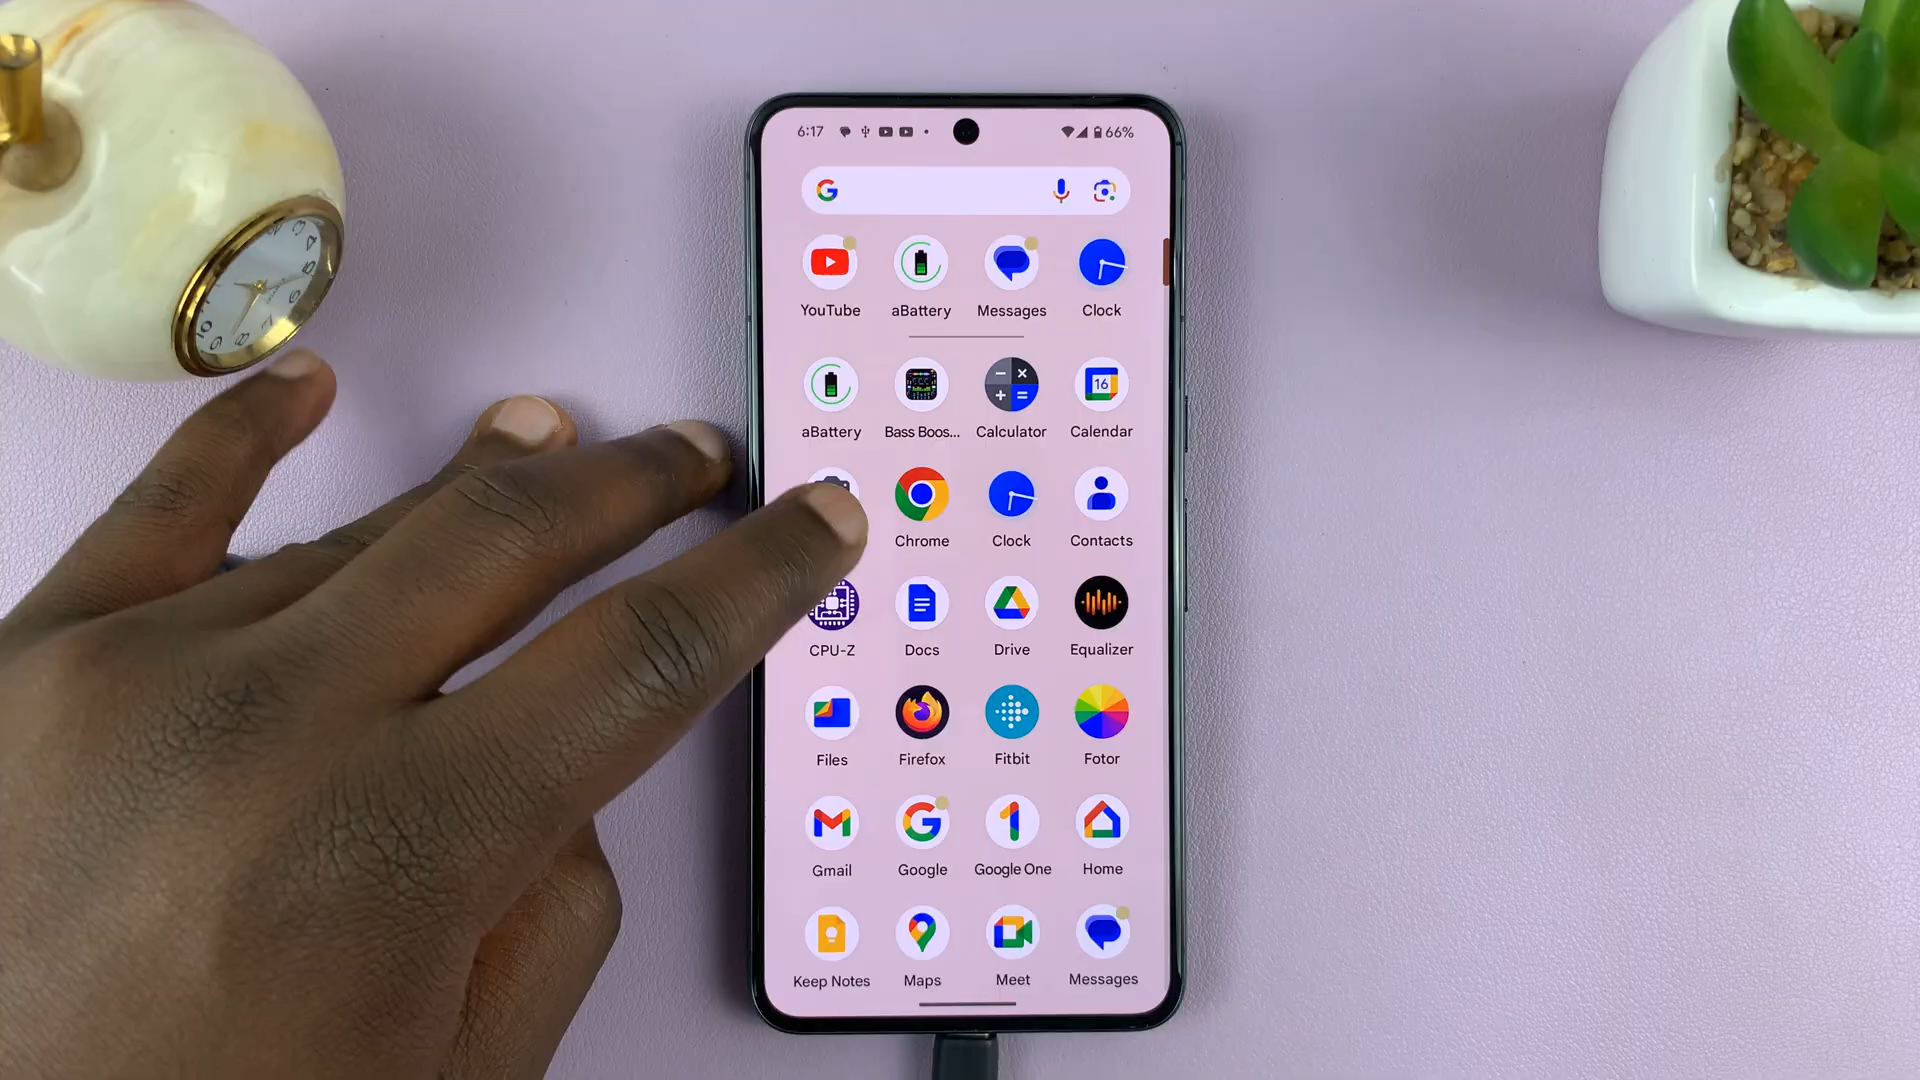 6:17 66%
YouTube aBattery Messages Clock
aBattery Bass Boos... Calculator Calendar
16
Chrome Clock Contacts
CPU-Z Docs Drive Equalizer
Files Firefox Fitbit Fotor
Gmail Google Google One Home
Keep Notes Maps Meet Messages